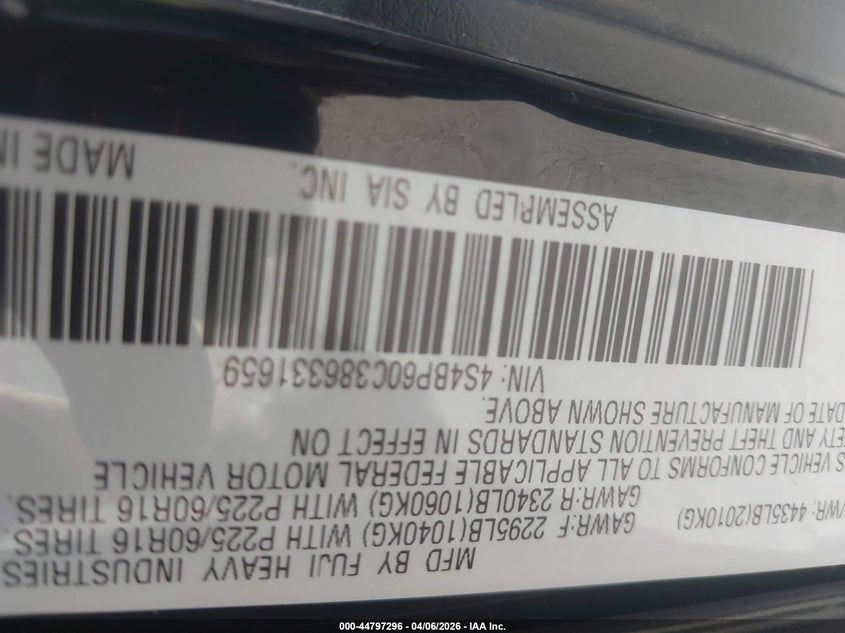 MFD BY FUJI HEAVY INDUSTRIES
GAWR:F 2295LB(1040KG) WITH P225/60R16 TIRES.
VWR: 4435LB(2010KG) GAWR:R 2340LB(1060KG) WITH P225/60R16 TIRES.
S VEHICLE CONFORMS TO ALL APPLICABLE FEDERAL MOTOR VEHICLE
ETY AND THEFT PREVENTION STANDARDS IN EFFECT ON
DATE OF MANUFACTURE SHOWN ABOVE.
VIN: 4S4BP60C386331659
ASSEMBLED BY SIA INC. MADE IN
000-44797296 - 04/06/2026 - IAA Inc.